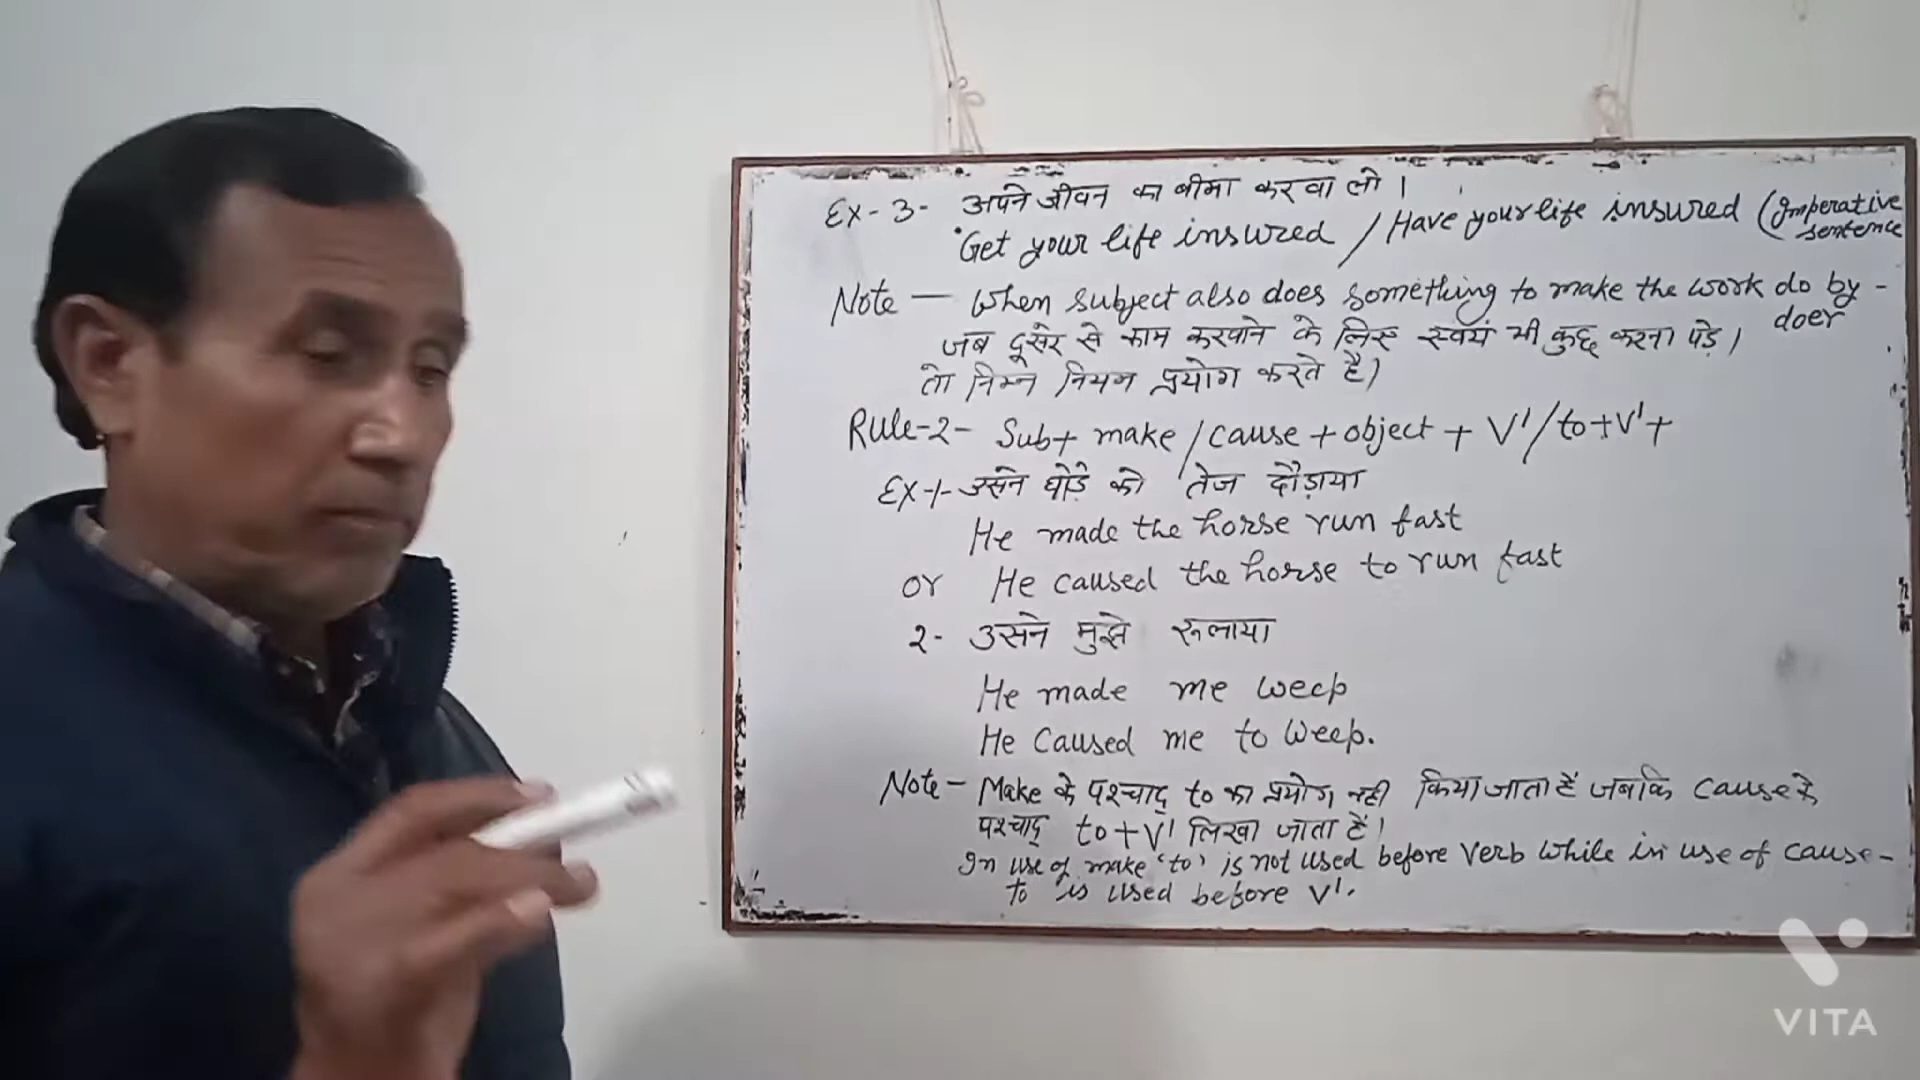 Ex-3- अपने जीवन का बीमा करवा लो ।
Get your life insured / Have your life insured (Imperative sentence
Note — When subject also does something to make the work do by - doer
जब दूसरे से काम करवाने के लिए स्वयं भी कुछ करना पड़े ।
तो निम्न नियम प्रयोग करते हैं)
Rule-2- Sub+ make / cause + object + V¹/to+V¹+
Ex-1- उसने घोड़े को तेज दौड़ाया
He made the horse run fast
or He caused the horse to run fast
2- उसने मुझे रुलाया
He made me weep
He Caused me to Weep.
Note- Make के पश्चाद् to का प्रयोग नही किया जाता हैं जबकि cause के
पश्चाद् to+V¹ लिखा जाता हैं।
In use of make 'to' is not used before Verb while in use of cause-
to is used before V¹.
VITA